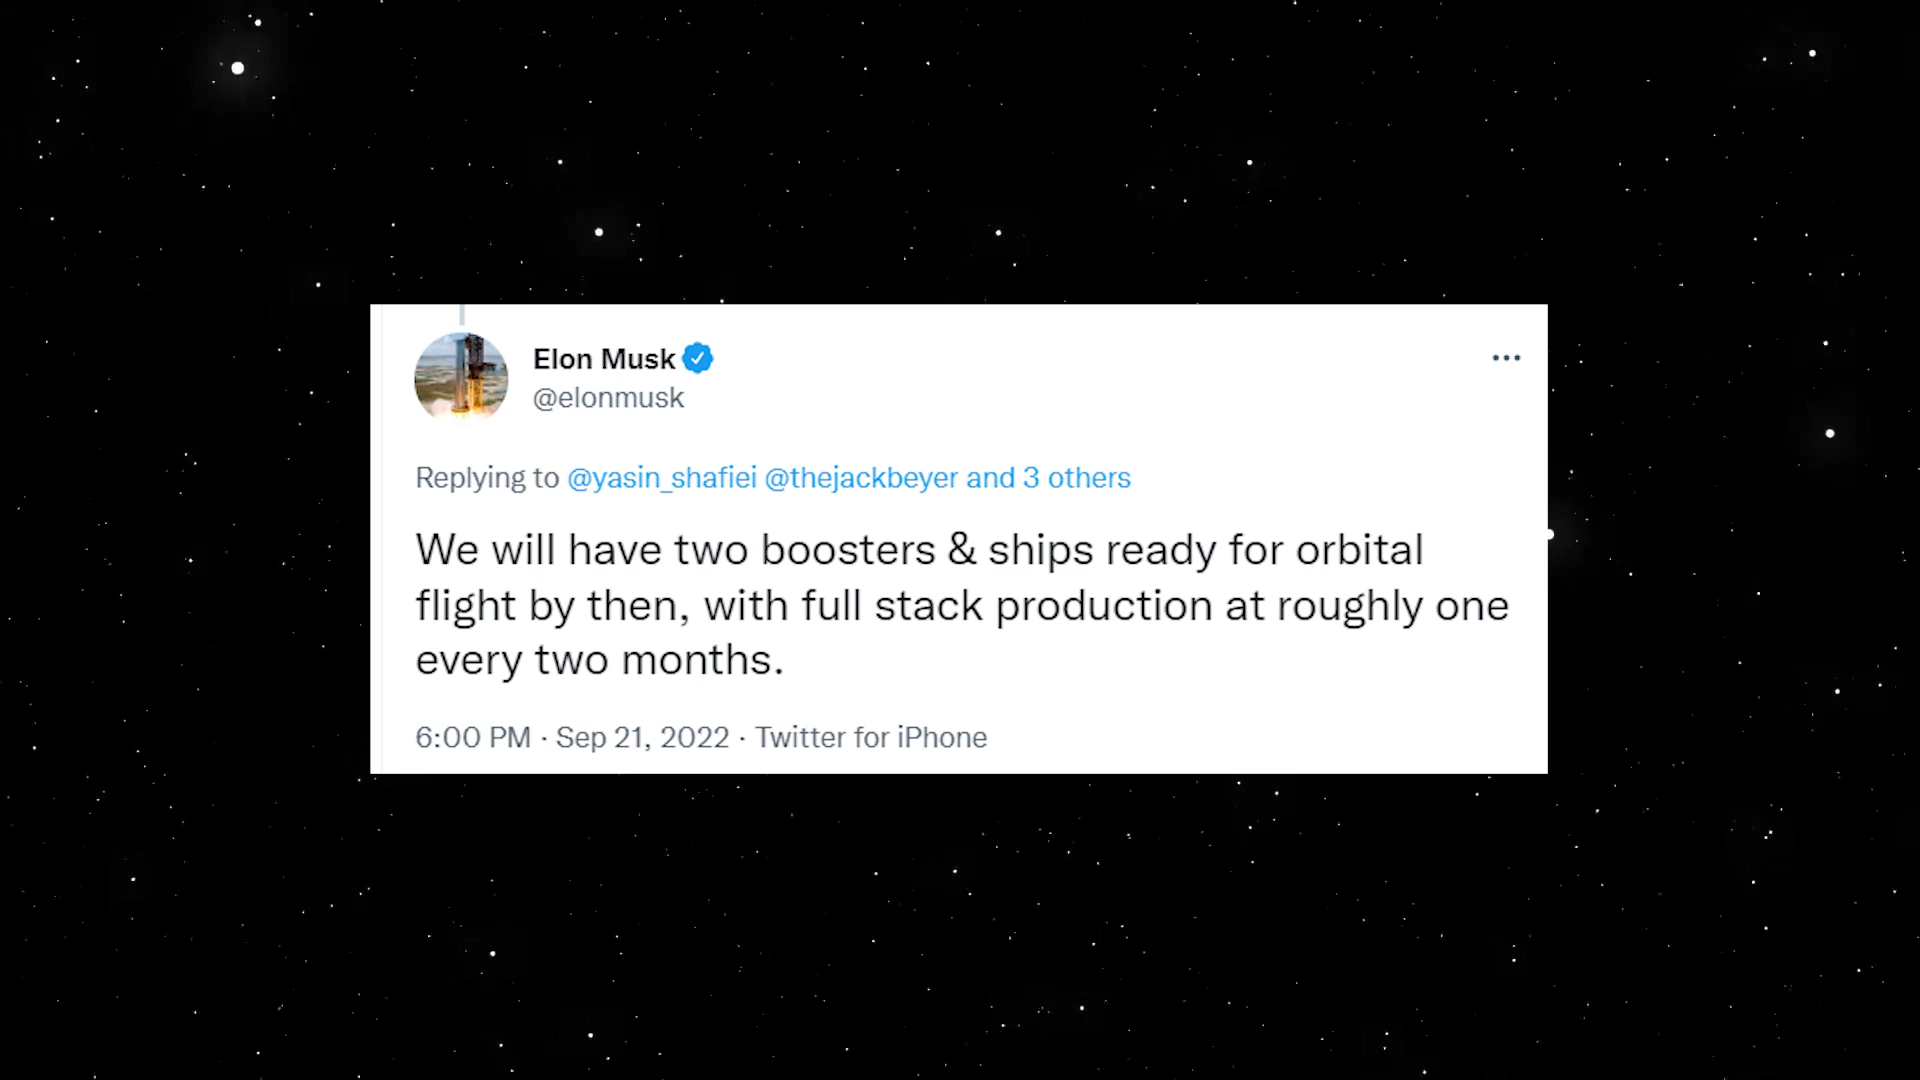 Elon Musk
@elonmusk
Replying to @yasin_shafiei @thejackbeyer and 3 others
We will have two boosters & ships ready for orbital
flight by then, with full stack production at roughly one
every two months.
6:00 PM · Sep 21, 2022 · Twitter for iPhone